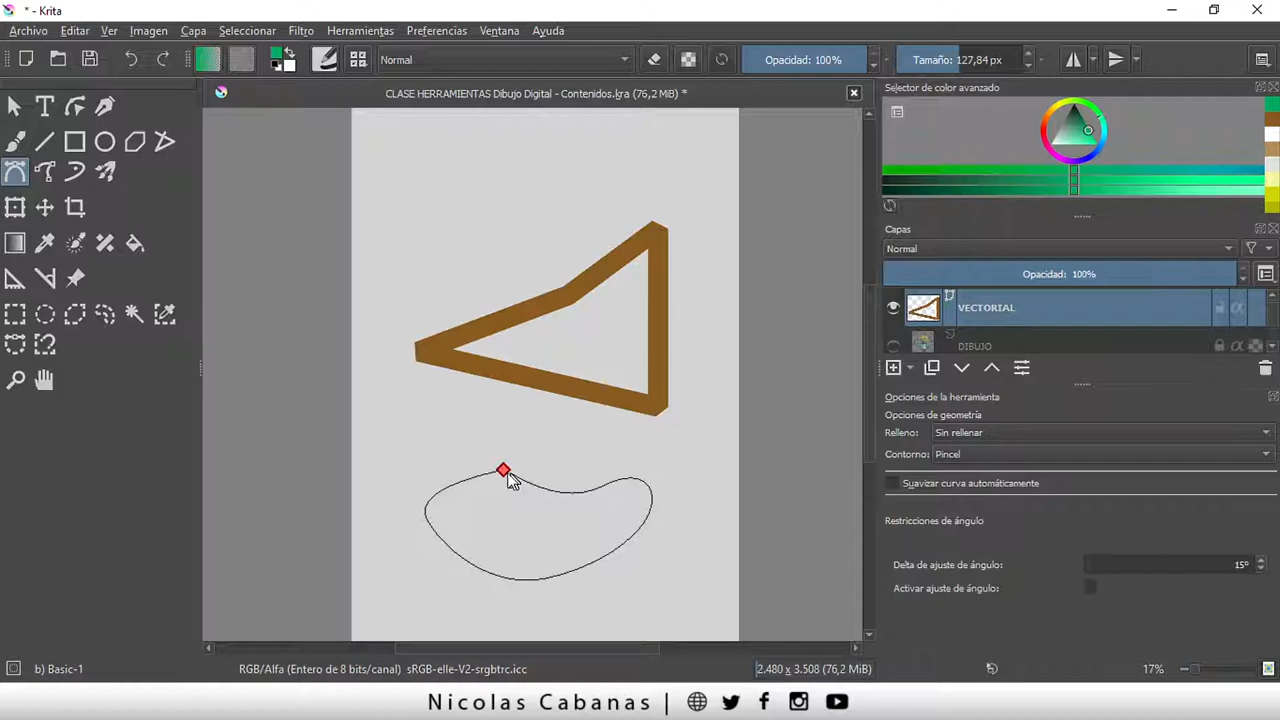 * - Krita
Archivo Editar Ver Imagen Capa Seleccionar Filtro Herramientas Preferencias Ventana Ayuda
Normal Opacidad: 100% Tamaño: 127,84 px
CLASE HERRAMIENTAS Dibujo Digital - Contenidos.kra (76,2 MiB) *
Selector de color avanzado
Capas
Normal
Opacidad: 100%
VECTORIAL
DIBUJO
Opciones de la herramienta
Opciones de geometría
Relleno: Sin rellenar
Contorno: Pincel
Suavizar curva automáticamente
Restricciones de ángulo
Delta de ajuste de ángulo: 15º
Activar ajuste de ángulo:
b) Basic-1 RGB/Alfa (Entero de 8 bits/canal) sRGB-elle-V2-srgbtrc.icc 2.480 x 3.508 (76,2 MiB) 17%
Nicolas Cabanas |